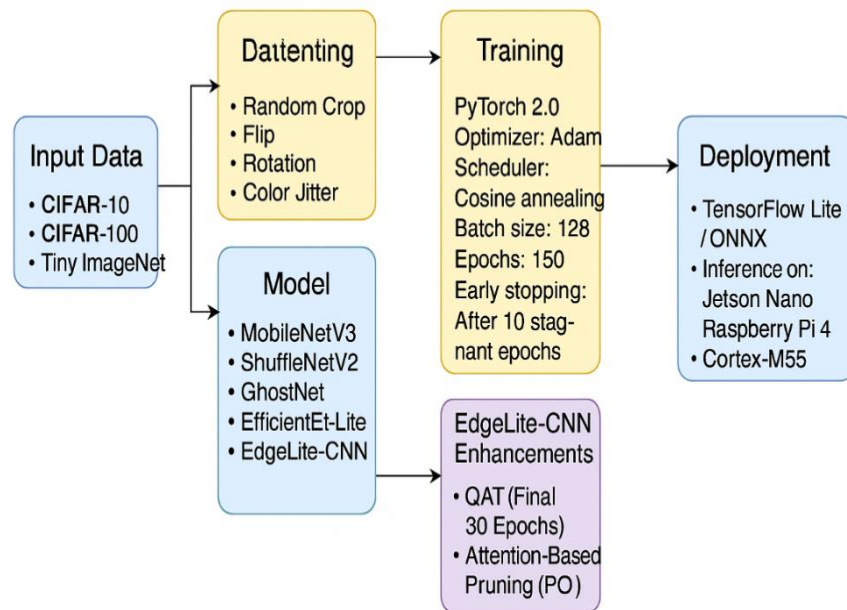 Input Data
• CIFAR-10
• CIFAR-100
• Tiny ImageNet
Dattenting
• Random Crop
• Flip
• Rotation
• Color Jitter
Model
• MobileNetV3
• ShuffleNetV2
• GhostNet
• EfficientEt-Lite
• EdgeLite-CNN
Training
PyTorch 2.0
Optimizer: Adam
Scheduler:
Cosine annealing
Batch size: 128
Epochs: 150
Early stopping:
After 10 stag-
nant epochs
EdgeLite-CNN
Enhancements
• QAT (Final
30 Epochs)
• Attention-Based
Pruning (PO)
Deployment
• TensorFlow Lite
/ ONNX
• Inference on:
Jetson Nano
Raspberry Pi 4
• Cortex-M55